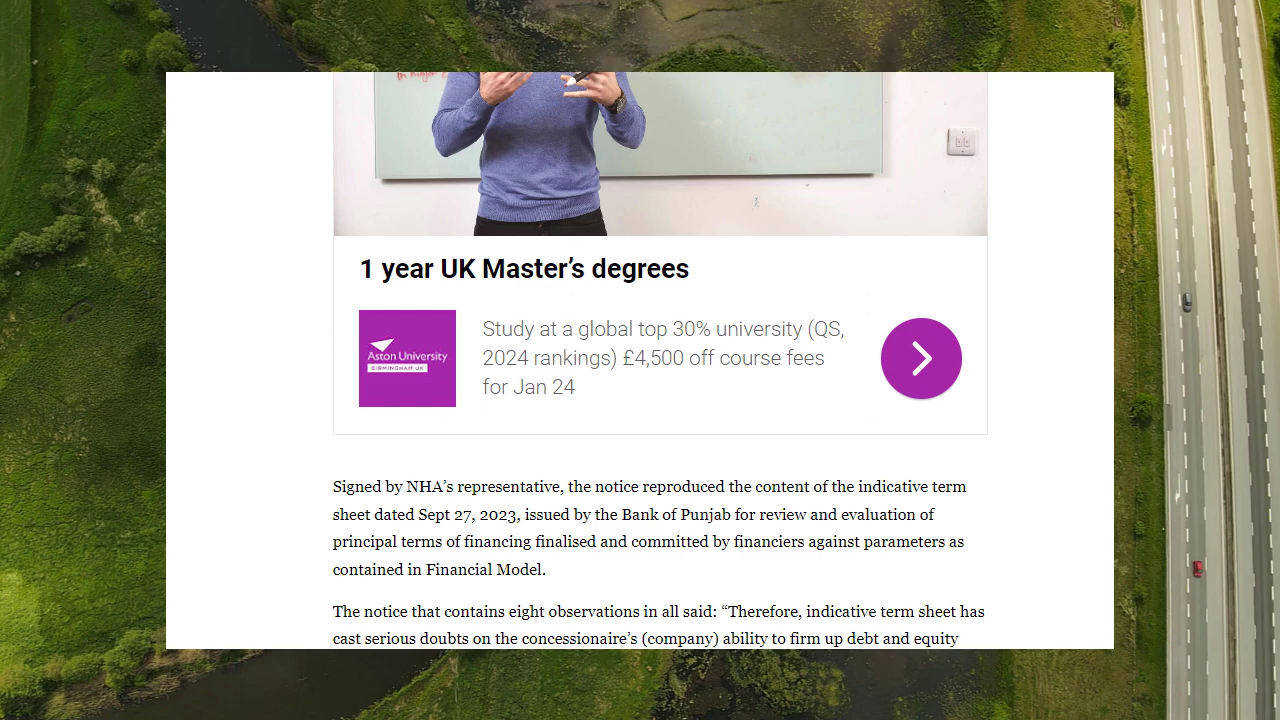 1 year UK Master’s degrees
Aston University
BIRMINGHAM UK
Study at a global top 30% university (QS,
2024 rankings) £4,500 off course fees
for Jan 24
Signed by NHA’s representative, the notice reproduced the content of the indicative term
sheet dated Sept 27, 2023, issued by the Bank of Punjab for review and evaluation of
principal terms of financing finalised and committed by financiers against parameters as
contained in Financial Model.
The notice that contains eight observations in all said: “Therefore, indicative term sheet has
cast serious doubts on the concessionaire’s (company) ability to firm up debt and equity